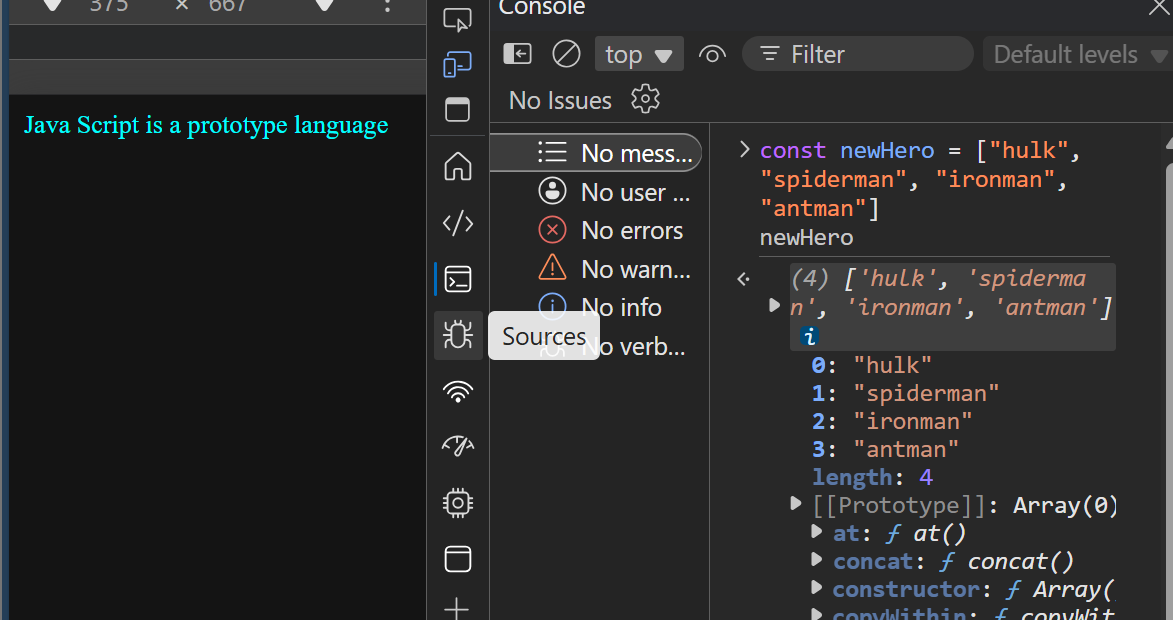 375 × 667
Console
top
Filter
Default levels
No Issues
Java Script is a prototype language
No mess...
No user ...
No errors
No warn...
No info
No verb...
Sources
const newHero = ["hulk",
"spiderman", "ironman",
"antman"]
newHero
(4) ['hulk', 'spiderma
n', 'ironman', 'antman']
i
0: "hulk"
1: "spiderman"
2: "ironman"
3: "antman"
length: 4
[[Prototype]]: Array(0)
at: ƒ at()
concat: ƒ concat()
constructor: ƒ Array(
copyWithin: ƒ copyWit